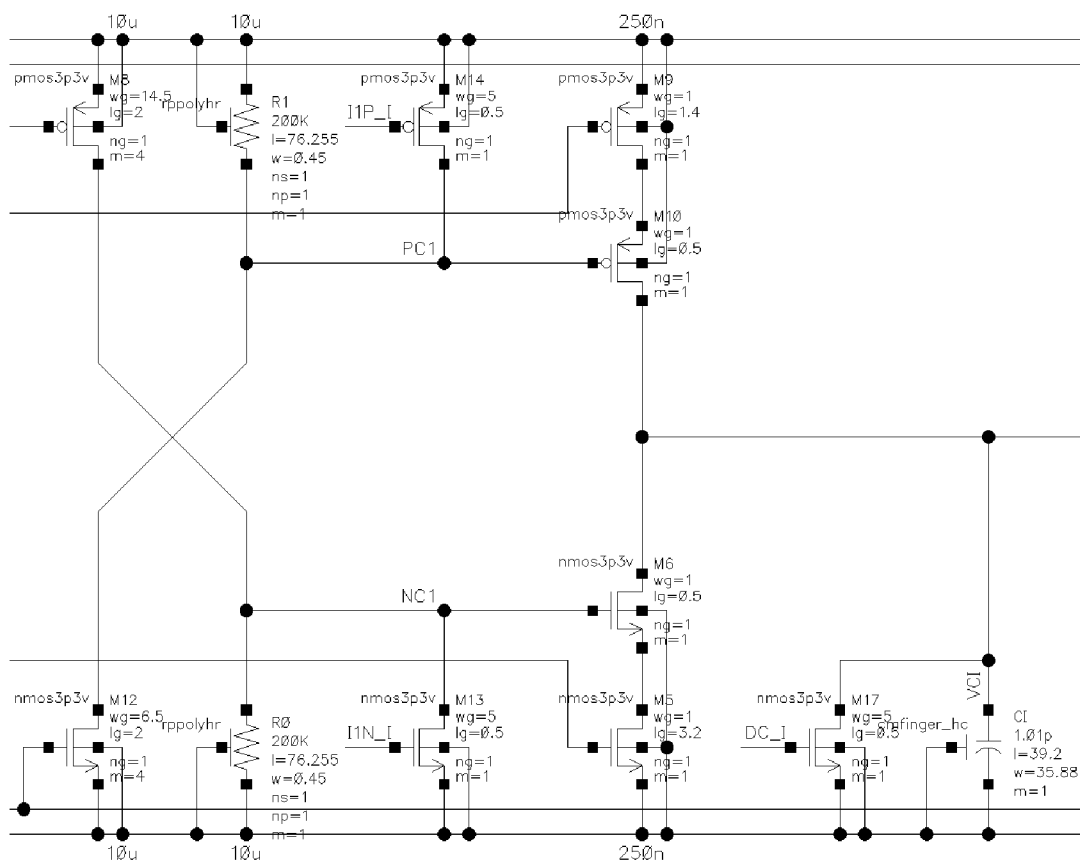 10u
10u
250n
pmos3p3v
M8
wg=14.5
lg=2
ng=1
m=4
rppolyhr
R1
200K
l=76.255
w=0.45
ns=1
np=1
m=1
I1P_I
M14
wg=5
lg=0.5
ng=1
m=1
pmos3p3v
M9
wg=1
lg=1.4
ng=1
m=1
pmos3p3v
M10
wg=1
lg=0.5
ng=1
m=1
PC1
nmos3p3v
M6
wg=1
lg=0.5
ng=1
m=1
NC1
nmos3p3v
M12
wg=6.5
lg=2
ng=1
m=4
rppolyhr
R0
200K
l=76.255
w=0.45
ns=1
np=1
m=1
nmos3p3v
I1N_I
M13
wg=5
lg=0.5
ng=1
m=1
nmos3p3v
M5
wg=1
lg=3.2
ng=1
m=1
nmos3p3v
DC_I
M17
wg=5
lg=0.5
ng=1
m=1
VCI
cmfinger_hc
CI
1.01p
l=39.2
w=35.88
m=1
10u
10u
250n
pmos3p3v